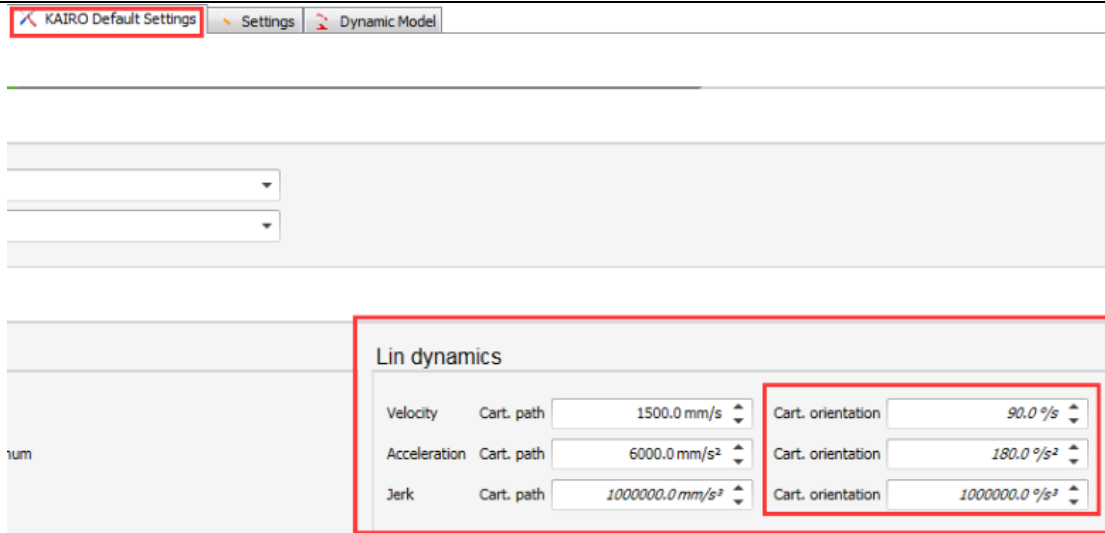 KAIRO Default Settings Settings Dynamic Model
Lin dynamics
Velocity Cart. path 1500.0 mm/s Cart. orientation 90.0 °/s
num Acceleration Cart. path 6000.0 mm/s² Cart. orientation 180.0 °/s²
Jerk Cart. path 1000000.0 mm/s³ Cart. orientation 1000000.0 °/s³